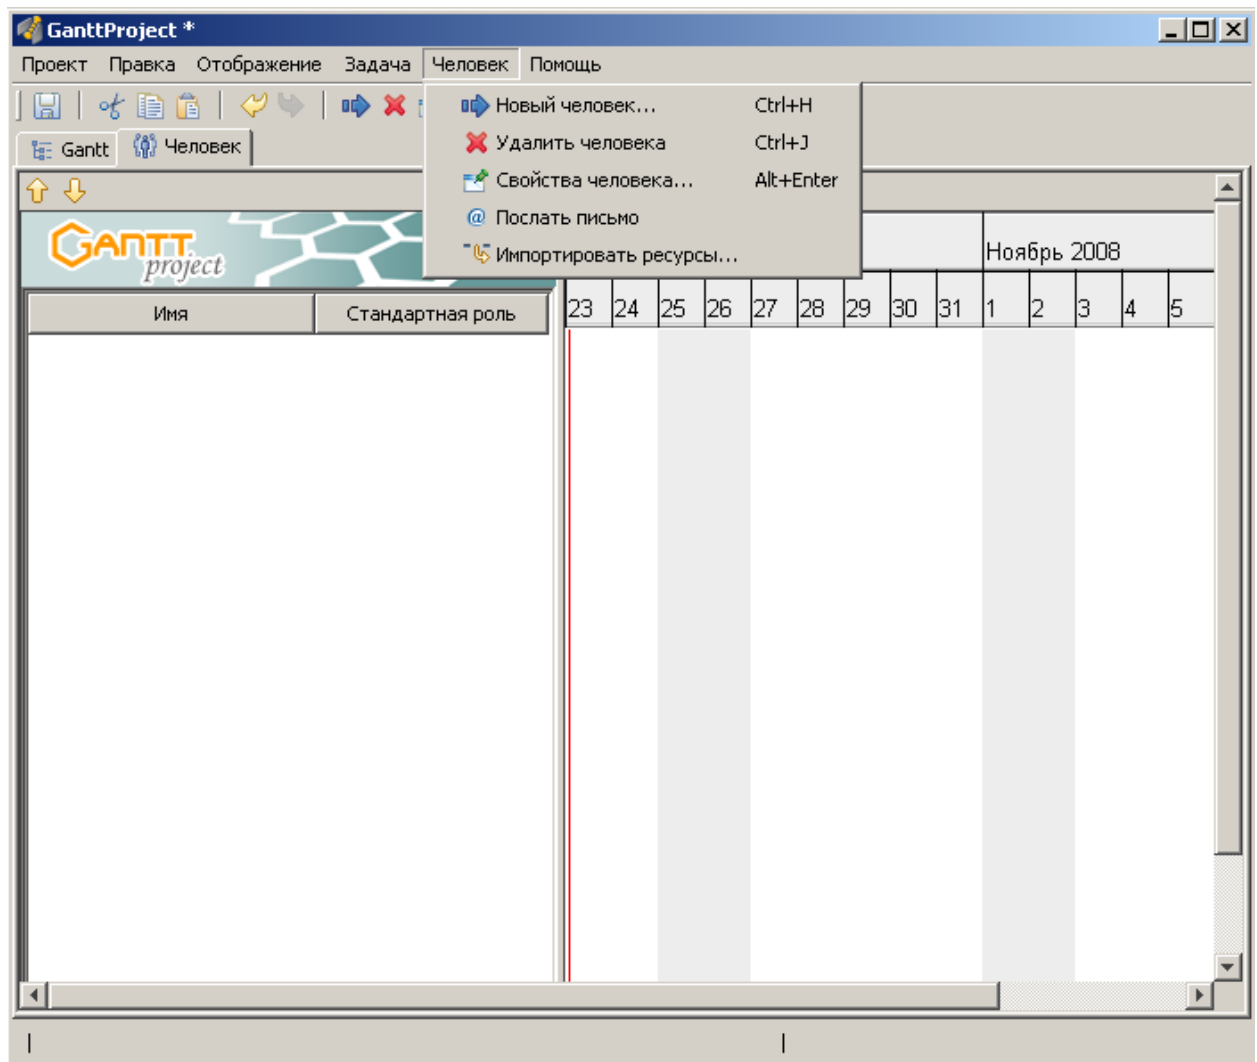 GanttProject *
Проект Правка Отображение Задача Человек Помощь
Новый человек... Ctrl+H
Удалить человека Ctrl+J
Свойства человека... Alt+Enter
@ Послать письмо
Импортировать ресурсы...
Gantt Человек
GANTT
project
Ноябрь 2008
Имя Стандартная роль
23 24 25 26 27 28 29 30 31 1 2 3 4 5